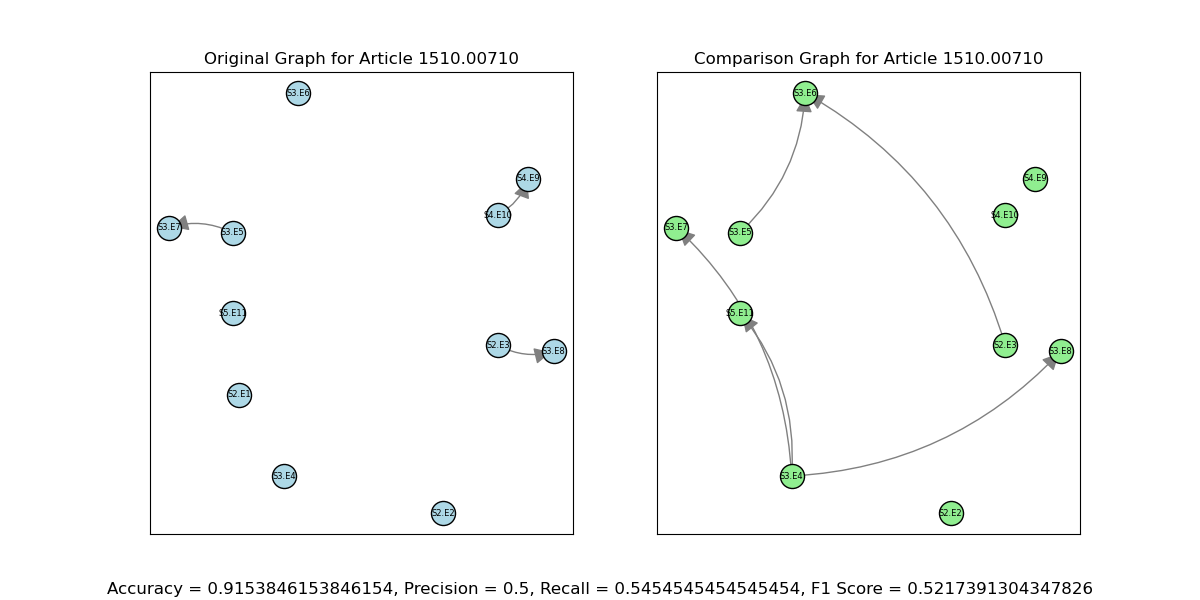 Original Graph for Article 1510.00710
S3.E6
S4.E9
S4.E10
S3.E7
S3.E5
S5.E11
S2.E3
S3.E8
S2.E1
S3.E4
S2.E2
Comparison Graph for Article 1510.00710
S3.E6
S4.E9
S4.E10
S3.E7
S3.E5
S5.E11
S2.E3
S3.E8
S3.E4
S2.E2
Accuracy = 0.9153846153846154, Precision = 0.5, Recall = 0.5454545454545454, F1 Score = 0.5217391304347826